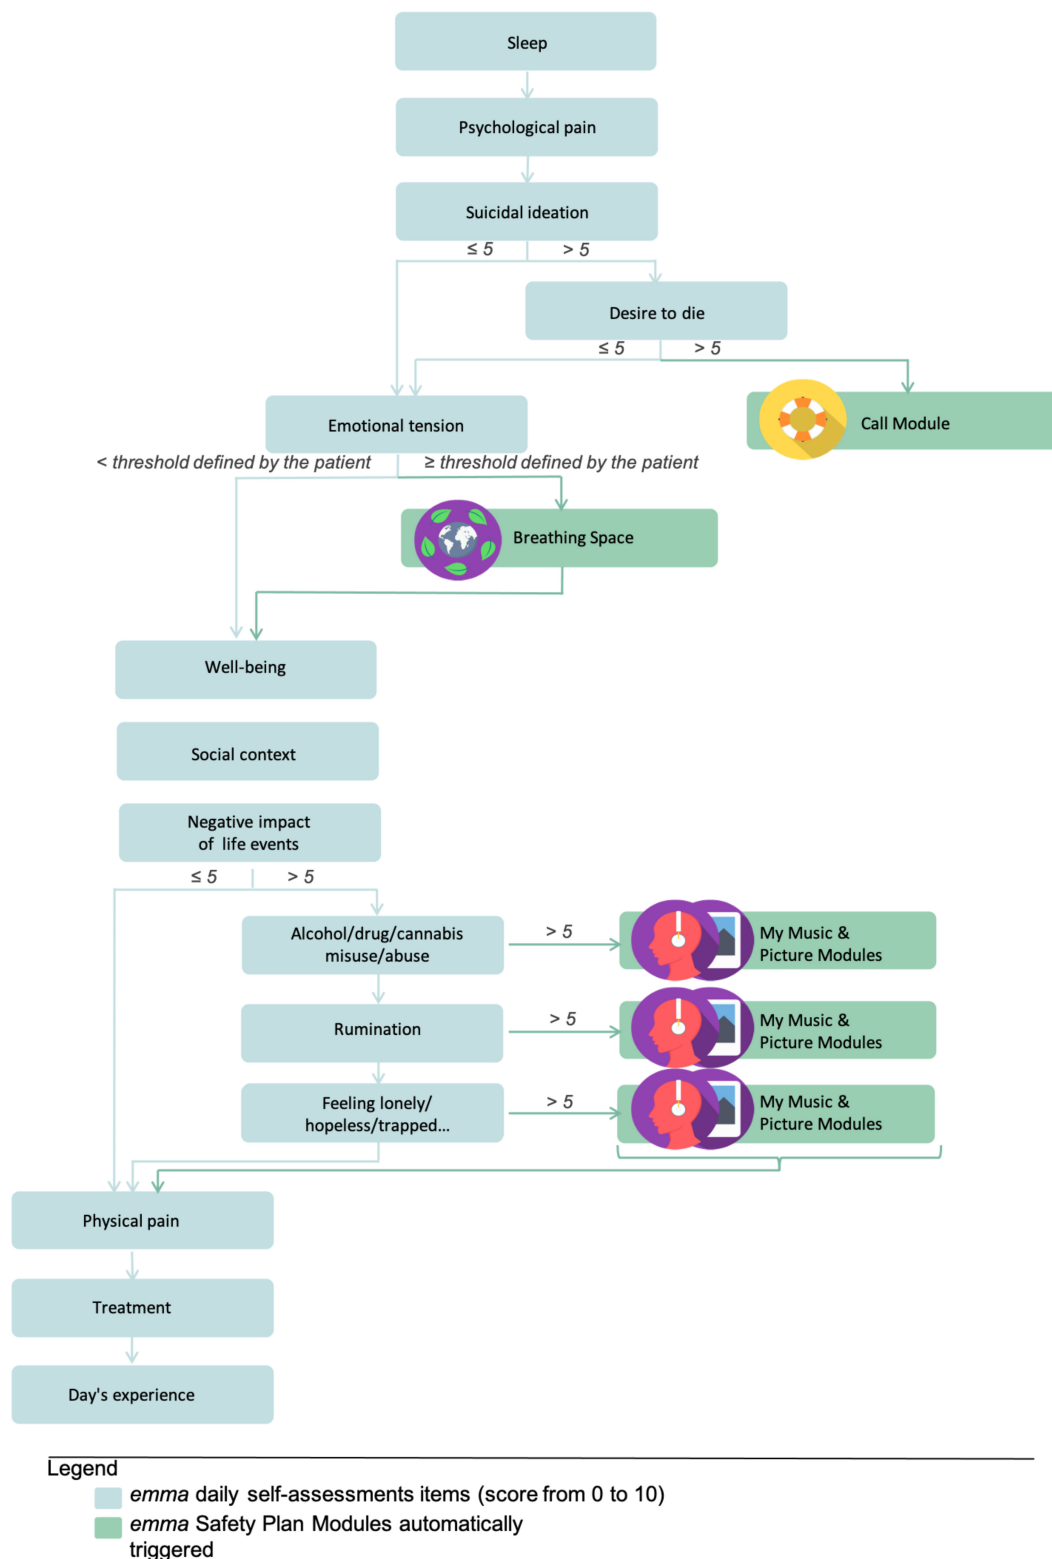 Sleep
Psychological pain
Suicidal ideation
≤ 5
> 5
Desire to die
≤ 5
> 5
Call Module
Emotional tension
< threshold defined by the patient
≥ threshold defined by the patient
Breathing Space
Well-being
Social context
Negative impact
of life events
≤ 5
> 5
Alcohol/drug/cannabis
misuse/abuse
> 5
My Music &
Picture Modules
Rumination
> 5
My Music &
Picture Modules
Feeling lonely/
hopeless/trapped...
> 5
My Music &
Picture Modules
Physical pain
Treatment
Day's experience
Legend
emma daily self-assessments items (score from 0 to 10)
emma Safety Plan Modules automatically
triggered